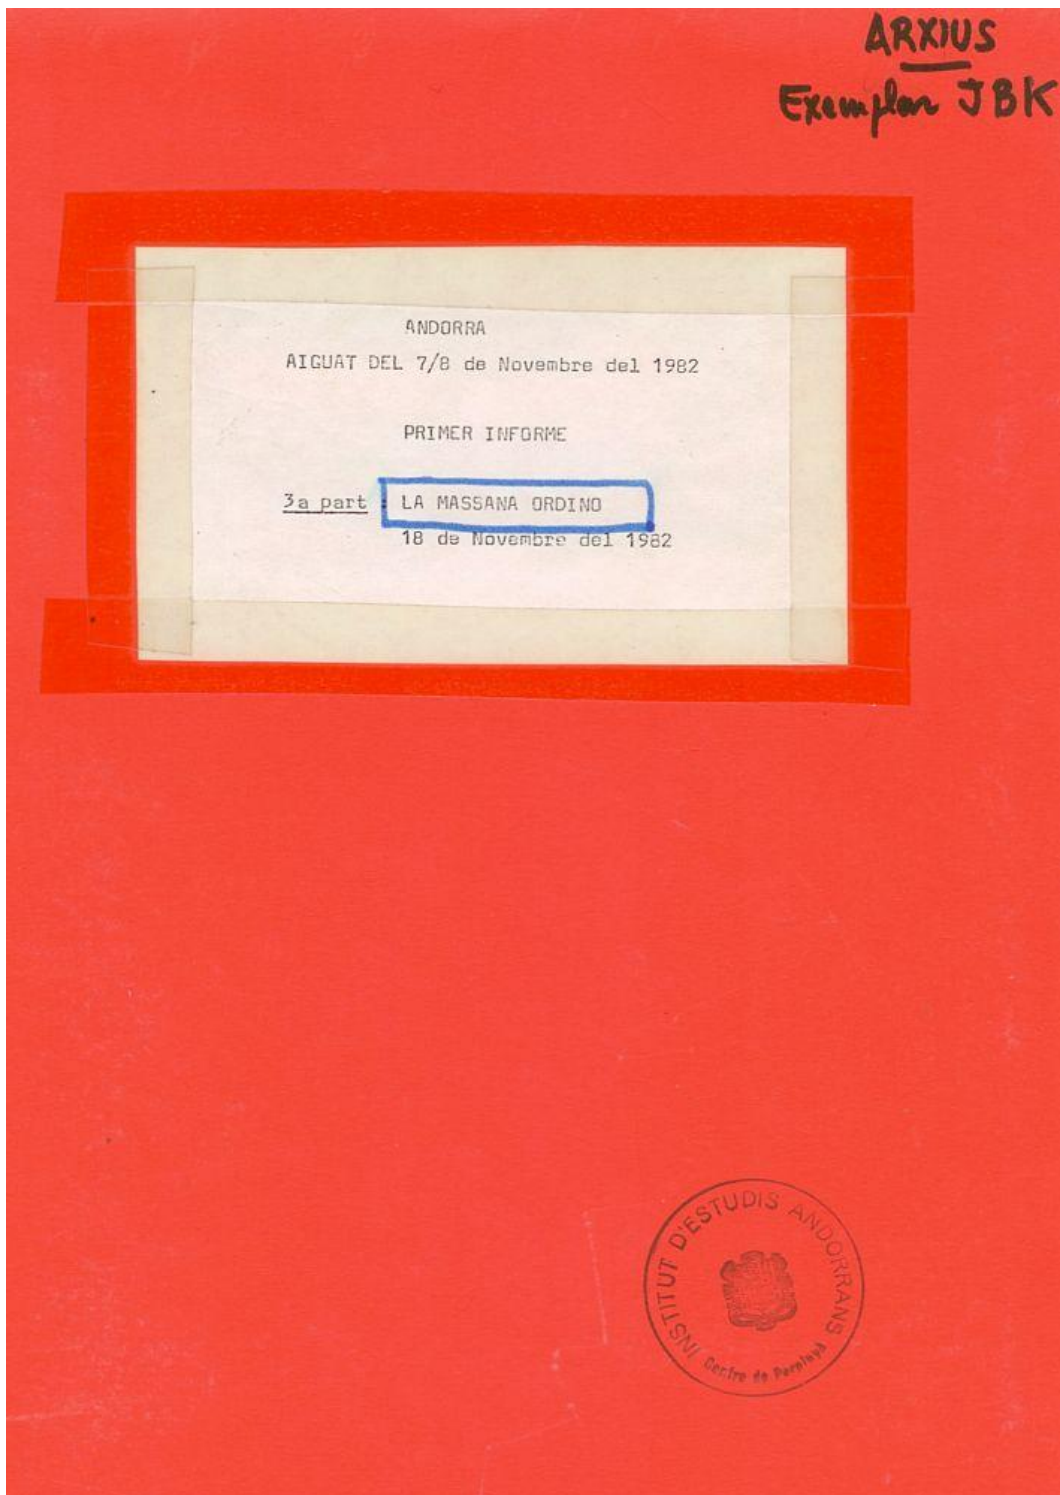 ARXIUS
Exemplar JBK
ANDORRA
AIGUAT DEL 7/8 de Novembre del 1982
PRIMER INFORME
3a part : LA MASSANA ORDINO
18 de Novembre del 1982
INSTITUT D'ESTUDIS ANDORRANS
Centre de Perpinyà